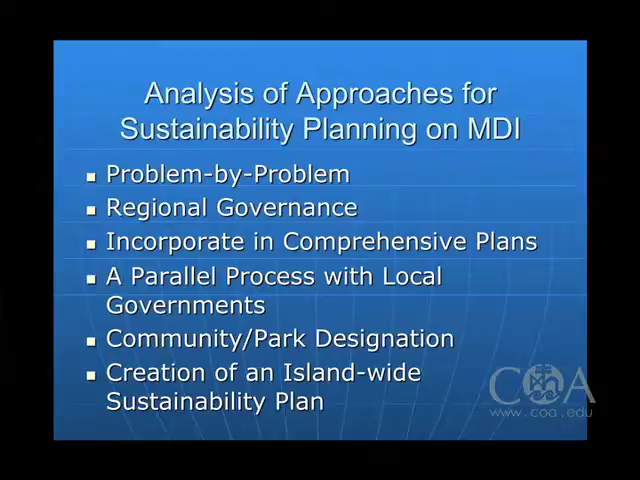 Analysis of Approaches for
Sustainability Planning on MDI
Problem-by-Problem
Regional Governance
Incorporate in Comprehensive Plans
A Parallel Process with Local
Governments
Community/Park Designation
Creation of an Island-wide
Sustainability Plan
COA
www.coa.edu